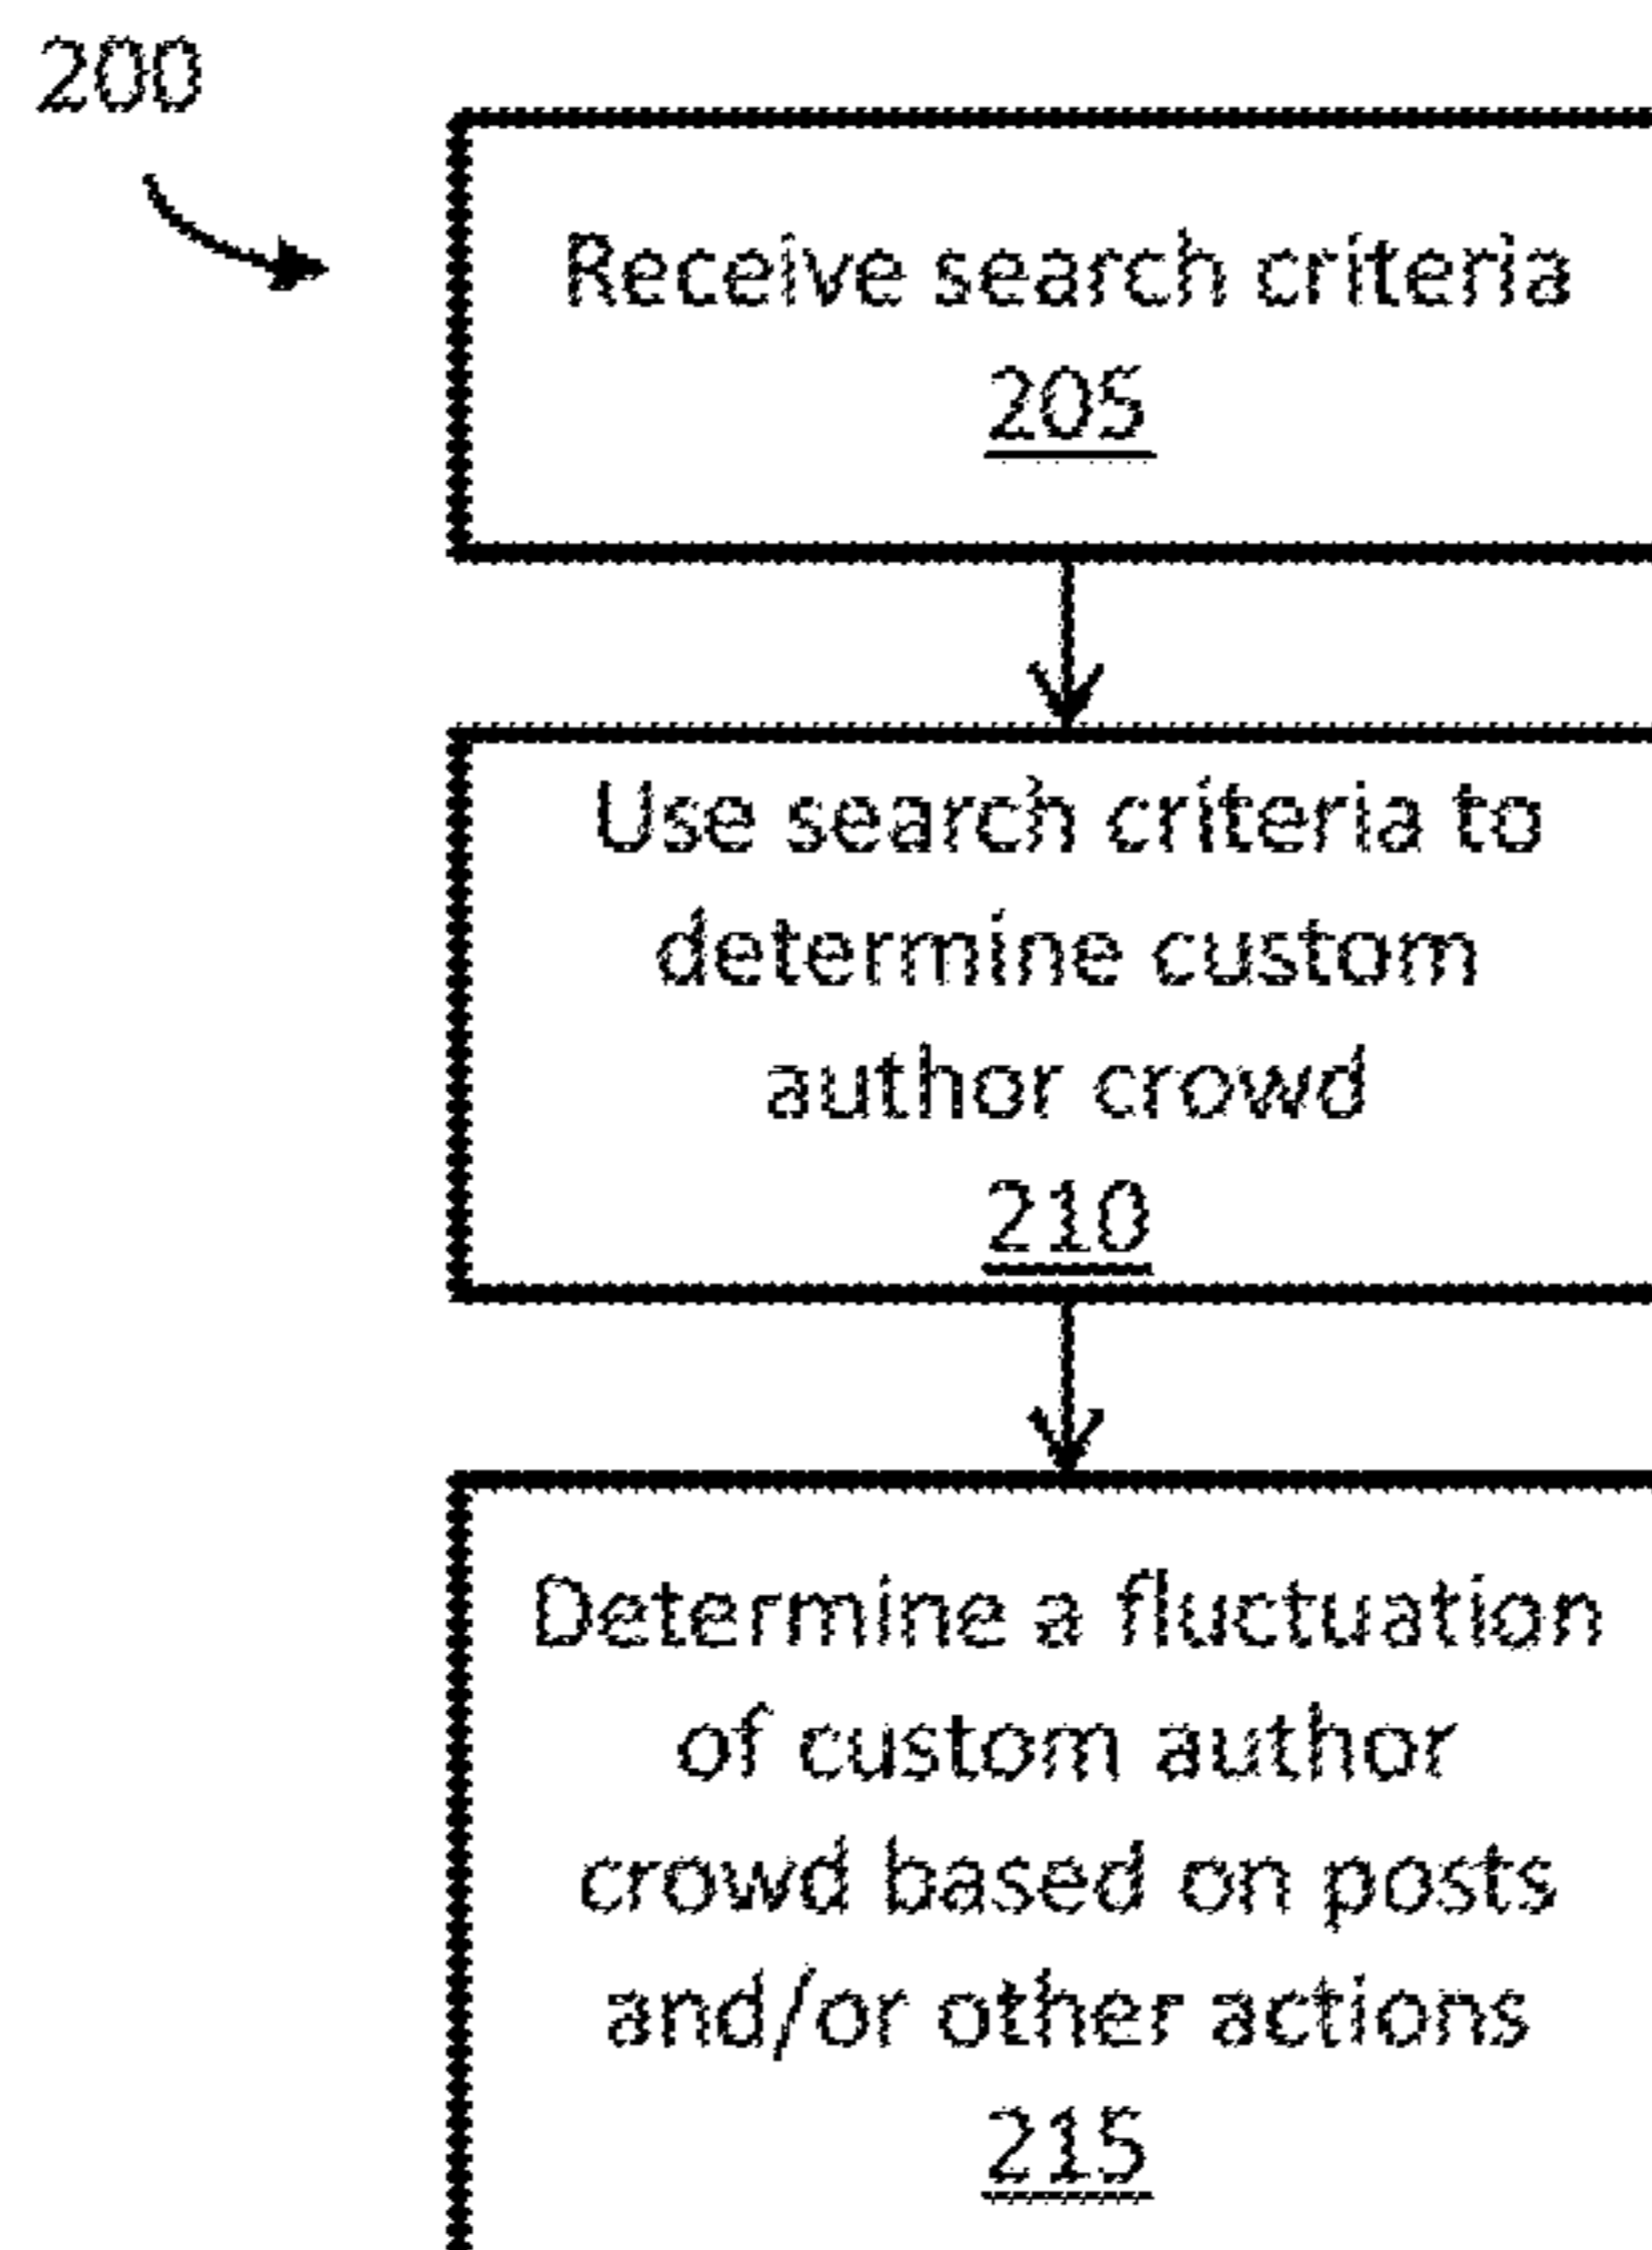 200
Receive search criteria
205
Use search criteria to
determine custom
author crowd
210
Determine a fluctuation
of custom author
crowd based on posts
and/or other actions
215